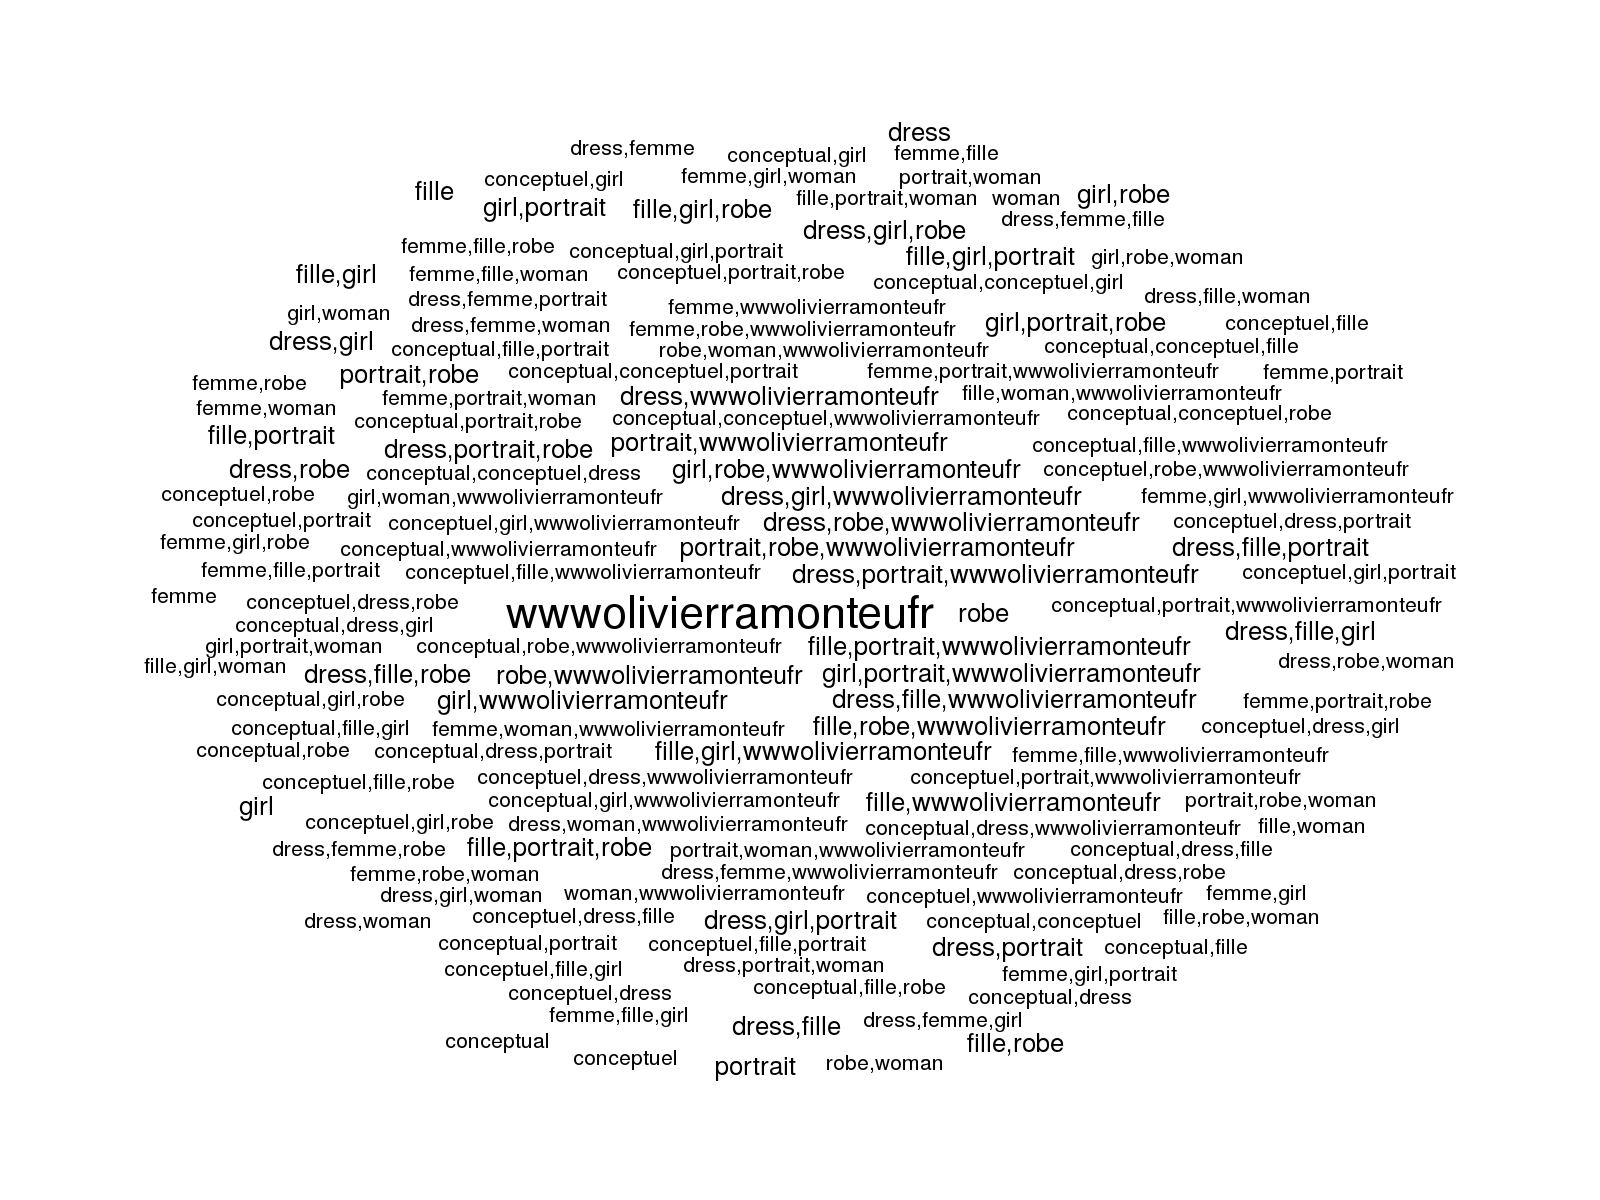 dress
dress,femme conceptual,girl femme,fille
conceptuel,girl femme,girl,woman portrait,woman
fille girl,portrait fille,girl,robe fille,portrait,woman woman girl,robe
dress,girl,robe dress,femme,fille
femme,fille,robe conceptual,girl,portrait fille,girl,portrait girl,robe,woman
fille,girl femme,fille,woman conceptuel,portrait,robe conceptual,conceptuel,girl
dress,femme,portrait femme,wwwolivierramonteufr dress,fille,woman
girl,woman dress,femme,woman femme,robe,wwwolivierramonteufr girl,portrait,robe conceptuel,fille
dress,girl conceptual,fille,portrait robe,woman,wwwolivierramonteufr conceptual,conceptuel,fille
femme,robe portrait,robe conceptual,conceptuel,portrait femme,portrait,wwwolivierramonteufr femme,portrait
femme,woman femme,portrait,woman dress,wwwolivierramonteufr fille,woman,wwwolivierramonteufr
conceptual,portrait,robe conceptual,conceptuel,wwwolivierramonteufr conceptual,conceptuel,robe
fille,portrait dress,portrait,robe portrait,wwwolivierramonteufr conceptual,fille,wwwolivierramonteufr
dress,robe conceptual,conceptuel,dress girl,robe,wwwolivierramonteufr conceptuel,robe,wwwolivierramonteufr
conceptuel,robe girl,woman,wwwolivierramonteufr dress,girl,wwwolivierramonteufr femme,girl,wwwolivierramonteufr
conceptuel,portrait conceptuel,girl,wwwolivierramonteufr dress,robe,wwwolivierramonteufr conceptuel,dress,portrait
femme,girl,robe conceptual,wwwolivierramonteufr portrait,robe,wwwolivierramonteufr dress,fille,portrait
femme,fille,portrait conceptuel,fille,wwwolivierramonteufr dress,portrait,wwwolivierramonteufr conceptuel,girl,portrait
femme conceptuel,dress,robe wwwolivierramonteufr robe conceptual,portrait,wwwolivierramonteufr
conceptual,dress,girl dress,fille,girl
girl,portrait,woman conceptual,robe,wwwolivierramonteufr fille,portrait,wwwolivierramonteufr
fille,girl,woman dress,fille,robe robe,wwwolivierramonteufr girl,portrait,wwwolivierramonteufr dress,robe,woman
conceptual,girl,robe girl,wwwolivierramonteufr dress,fille,wwwolivierramonteufr femme,portrait,robe
conceptual,fille,girl femme,woman,wwwolivierramonteufr fille,robe,wwwolivierramonteufr conceptuel,dress,girl
conceptual,robe conceptual,dress,portrait fille,girl,wwwolivierramonteufr femme,fille,wwwolivierramonteufr
conceptuel,fille,robe conceptuel,dress,wwwolivierramonteufr conceptuel,portrait,wwwolivierramonteufr
girl conceptual,girl,wwwolivierramonteufr fille,wwwolivierramonteufr portrait,robe,woman
conceptuel,girl,robe dress,woman,wwwolivierramonteufr conceptual,dress,wwwolivierramonteufr fille,woman
dress,femme,robe fille,portrait,robe portrait,woman,wwwolivierramonteufr conceptual,dress,fille
femme,robe,woman dress,femme,wwwolivierramonteufr conceptual,dress,robe
dress,girl,woman woman,wwwolivierramonteufr conceptuel,wwwolivierramonteufr femme,girl
dress,woman conceptuel,dress,fille dress,girl,portrait conceptual,conceptuel fille,robe,woman
conceptual,portrait conceptuel,fille,portrait dress,portrait conceptual,fille
conceptuel,fille,girl dress,portrait,woman femme,girl,portrait
conceptuel,dress conceptual,fille,robe conceptual,dress
femme,fille,girl dress,fille dress,femme,girl
conceptual fille,robe
conceptuel portrait robe,woman